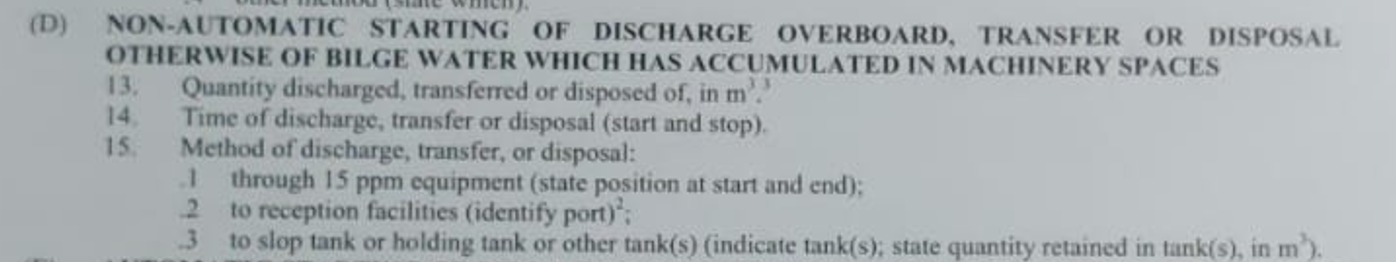 other method (state which).
(D) NON-AUTOMATIC STARTING OF DISCHARGE OVERBOARD, TRANSFER OR DISPOSAL
OTHERWISE OF BILGE WATER WHICH HAS ACCUMULATED IN MACHINERY SPACES
13. Quantity discharged, transferred or disposed of, in m³.³
14. Time of discharge, transfer or disposal (start and stop).
15. Method of discharge, transfer, or disposal:
.1 through 15 ppm equipment (state position at start and end);
.2 to reception facilities (identify port)²;
.3 to slop tank or holding tank or other tank(s) (indicate tank(s); state quantity retained in tank(s), in m³).